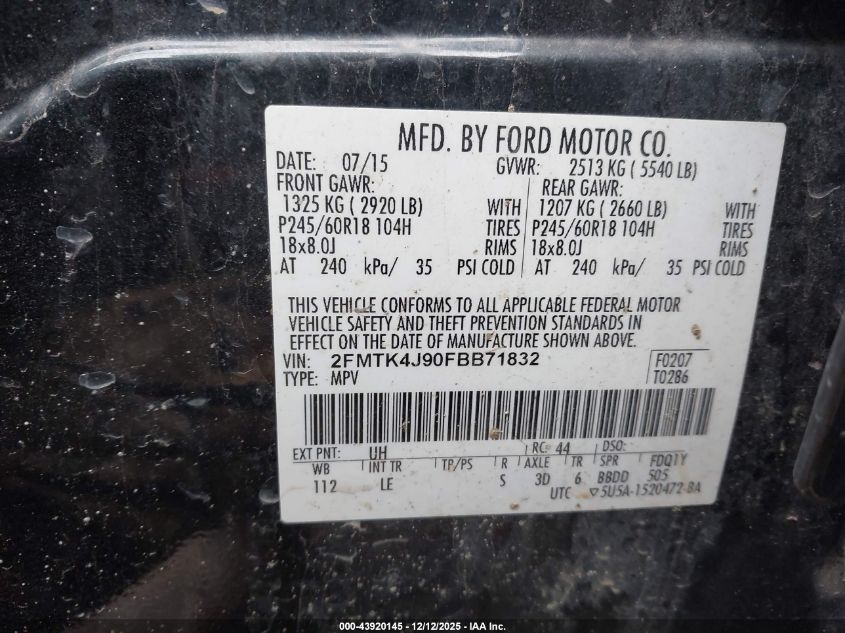 MFD. BY FORD MOTOR CO.
DATE: 07/15 GVWR: 2513 KG ( 5540 LB)
FRONT GAWR: REAR GAWR:
1325 KG ( 2920 LB) WITH 1207 KG ( 2660 LB) WITH
P245/60R18 104H TIRES P245/60R18 104H TIRES
18x8.0J RIMS 18x8.0J RIMS
AT 240 kPa/ 35 PSI COLD AT 240 kPa/ 35 PSI COLD
THIS VEHICLE CONFORMS TO ALL APPLICABLE FEDERAL MOTOR
VEHICLE SAFETY AND THEFT PREVENTION STANDARDS IN
EFFECT ON THE DATE OF MANUFACTURE SHOWN ABOVE.
VIN: 2FMTK4J90FBB71832 F0207
TYPE: MPV T0286
EXT PNT: UH RC: 44 DSO:
WB INT TR TP/PS R AXLE TR SPR FDQ1Y
112 LE S 3D 6 BBDD 505
UTC ▽5U5A-1520472-BA
000-43920145 - 12/12/2025 - IAA Inc.